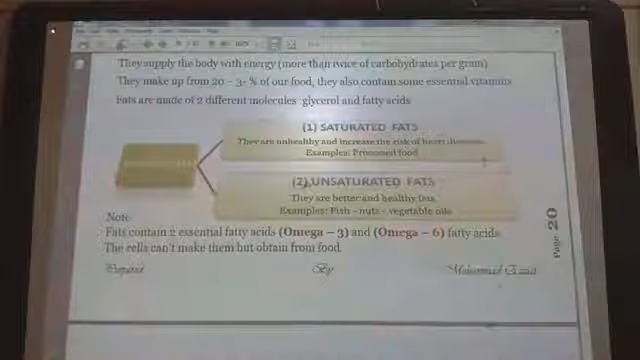 They supply the body with energy (more than twice of carbohydrates per gram)
They make up from 20 – 3- % of our food, they also contain some essential vitamins
Fats are made of 2 different molecules glycerol and fatty acids
(1) SATURATED FATS
They are unhealthy and increase the risk of heart diseases
Examples: Processed food
(2) UNSATURATED FATS
They are better and healthy fats
Examples: Fish – nuts – vegetable oils
Note
Fats contain 2 essential fatty acids (Omega – 3) and (Omega – 6) fatty acids
The cells can't make them but obtain from food.
Prepared By Mohammed
Page 20